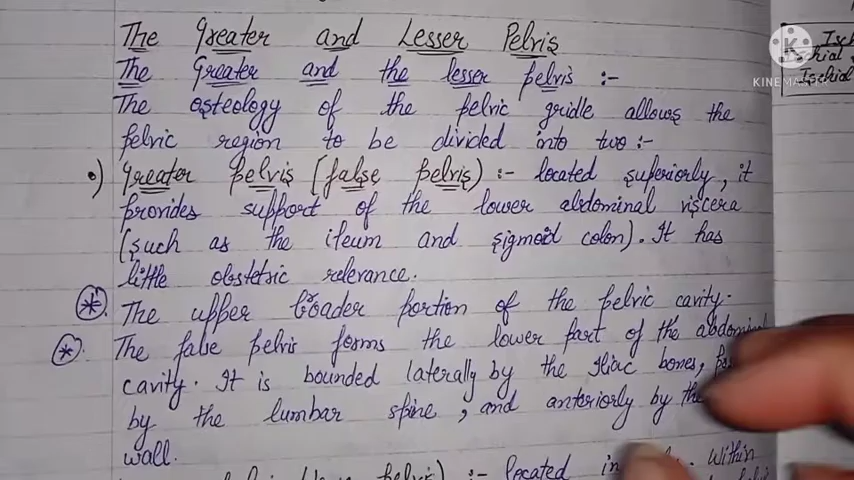 The Greater and Lesser Pelvis
The Greater and the lesser pelvis :-
The osteology of the pelvic gridle allows the
pelvic region to be divided into two :-
•) Greater pelvis (false pelvis) :- located superiorly, it
provides support of the lower abdominal viscera
(such as the ileum and sigmoid colon). It has
little obstetric relevance.
* The upper broader portion of the pelvic cavity.
* The false pelvis forms the lower part of the abdominal
cavity. It is bounded laterally by the iliac bones,
by the lumbar spine, and anteriorly by the
wall.
pelvis) :- located within
Ischial
Ischial
KINEMA